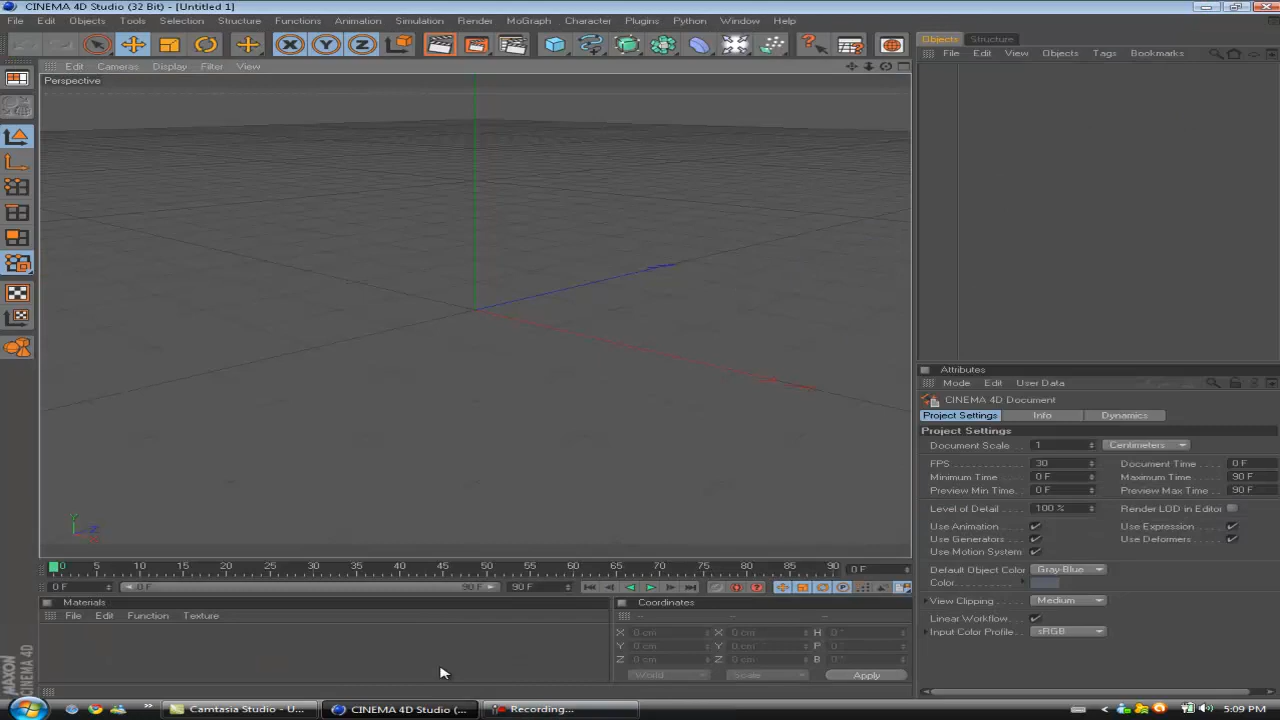 CINEMA 4D Studio (32 Bit) - [Untitled 1]
File Edit Objects Tools Selection Structure Functions Animation Simulation Render MoGraph Character Plugins Python Window Help
Objects Structure
File Edit View Objects Tags Bookmarks
Edit Cameras Display Filter View
Perspective
Y
Z
X
Attributes
Mode Edit User Data
CINEMA 4D Document
Project Settings Info Dynamics
Project Settings
Document Scale 1 Centimeters
FPS 30 Document Time 0 F
Minimum Time 0 F Maximum Time 90 F
Preview Min Time 0 F Preview Max Time 90 F
Level of Detail 100 % Render LOD in Editor
Use Animation Use Expression
Use Generators Use Deformers
Use Motion System
Default Object Color Gray-Blue
Color
View Clipping Medium
Linear Workflow
Input Color Profile sRGB
0 5 10 15 20 25 30 35 40 45 50 55 60 65 70 75 80 85 90 0 F
0 F 0 F 90 F 90 F
Materials
File Edit Function Texture
Coordinates
-- -- --
X 0 cm X 0 cm H 0 °
Y 0 cm Y 0 cm P 0 °
Z 0 cm Z 0 cm B 0 °
World Scale Apply
MAXON
CINEMA 4D
Camtasia Studio - U... CINEMA 4D Studio (... Recording... 5:09 PM